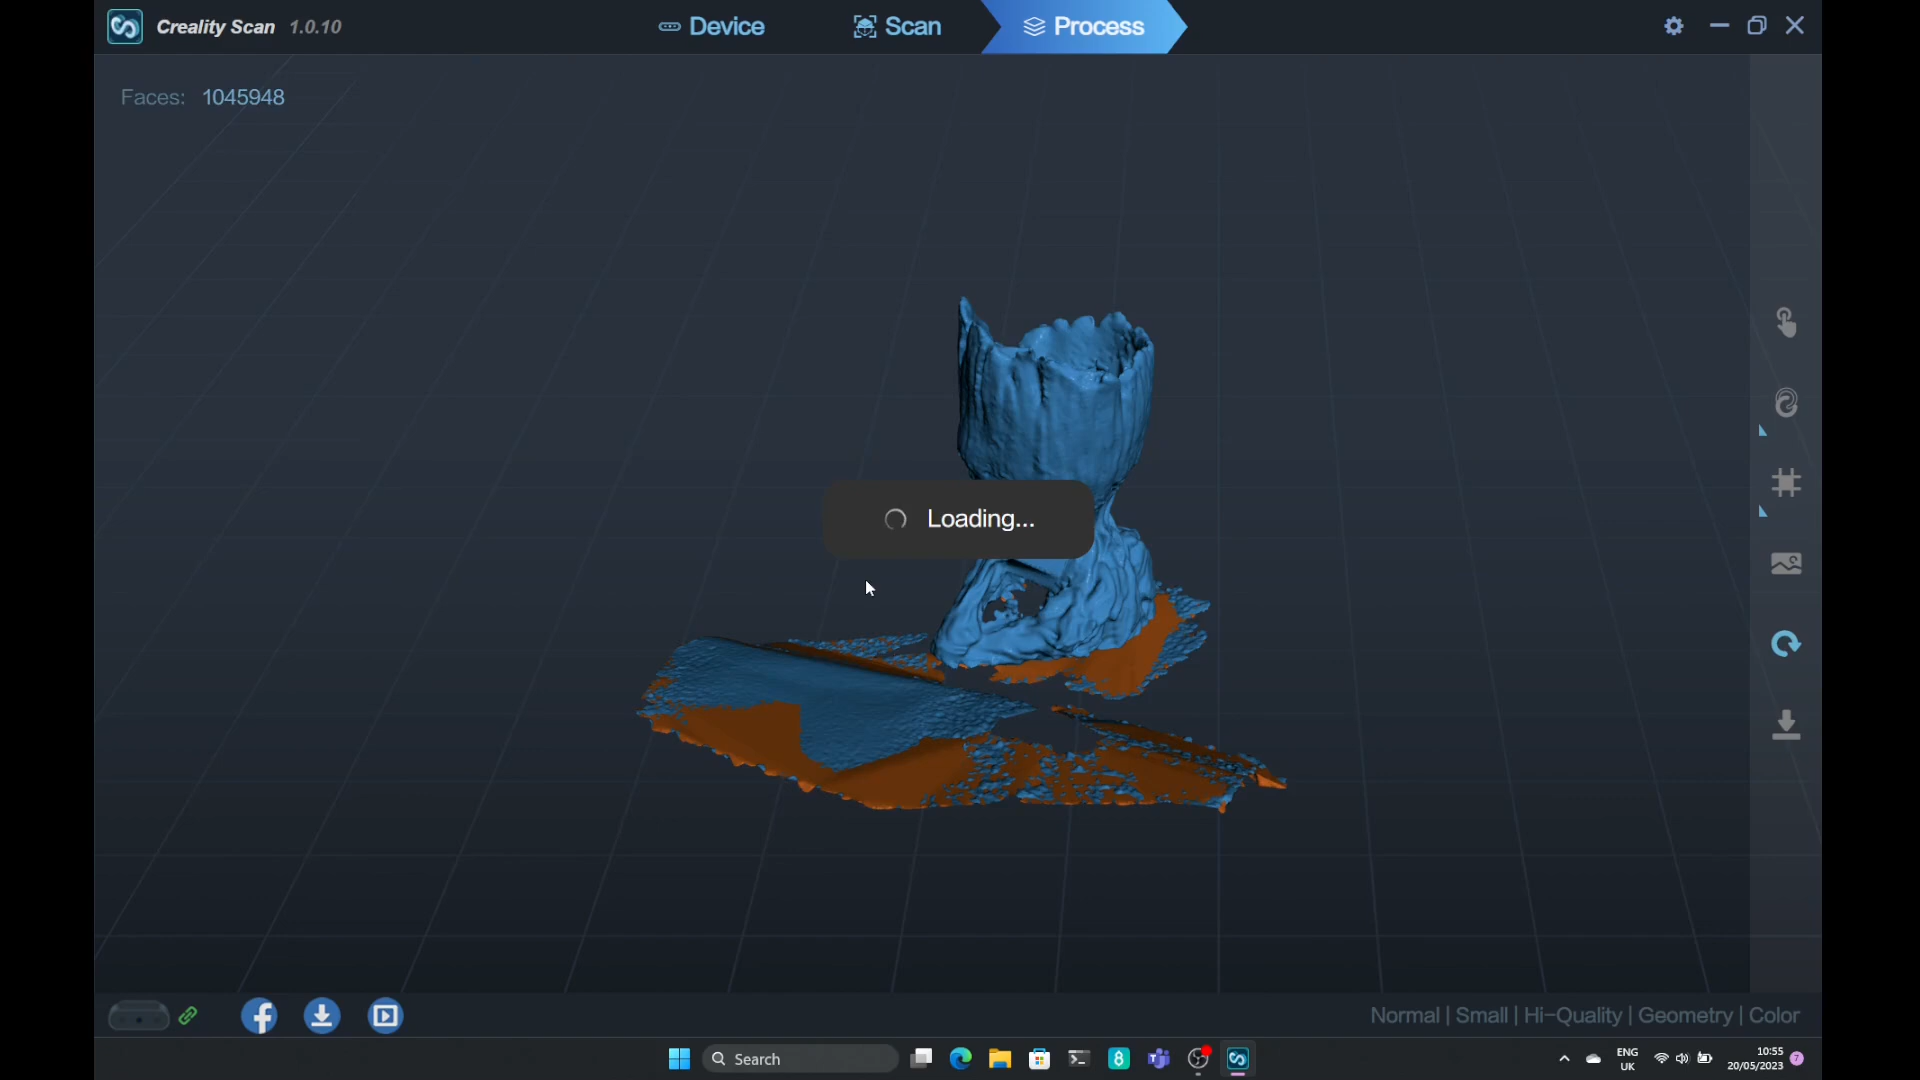 Creality Scan 1.0.10
Device
Scan
Process
Faces: 1045948
Loading...
Normal | Small | Hi-Quality | Geometry | Color
Search
ENG
UK
10:55
20/05/2023
7